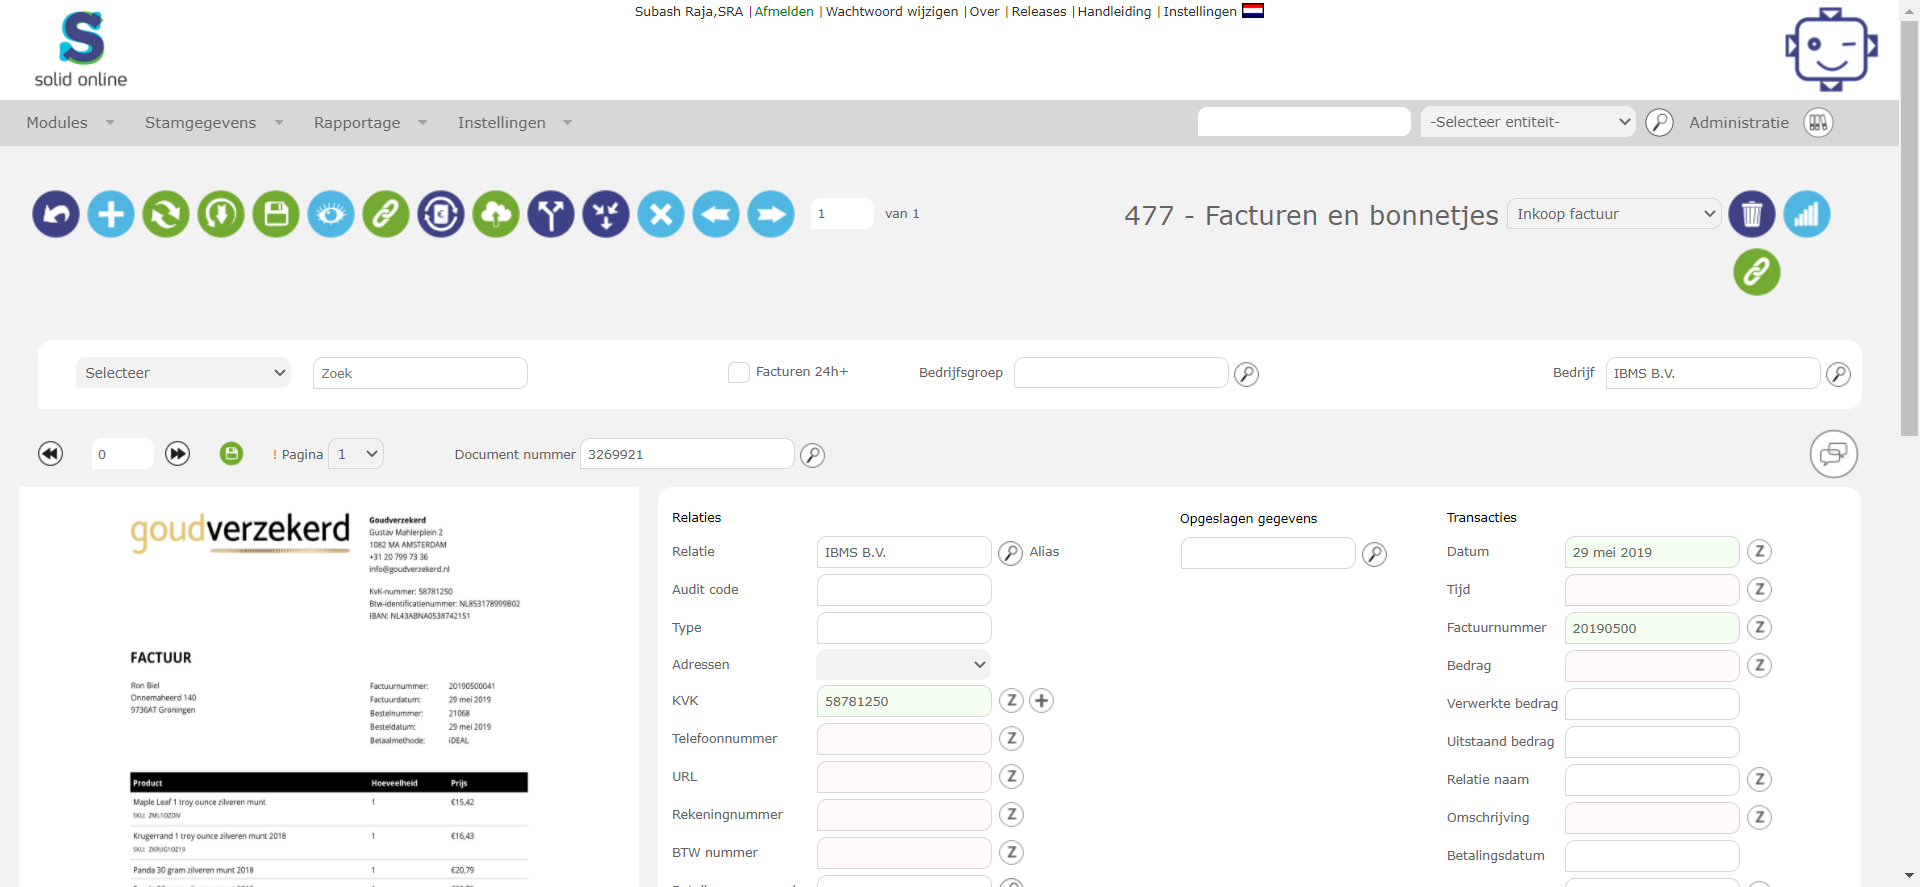 Subash Raja,SRA | Afmelden | Wachtwoord wijzigen | Over | Releases | Handleiding | Instellingen
solid online
Modules Stamgegevens Rapportage Instellingen -Selecteer entiteit- Administratie
1 van 1 477 - Facturen en bonnetjes Inkoop factuur
Selecteer Zoek Facturen 24h+ Bedrijfsgroep Bedrijf IBMS B.V.
0 ! Pagina 1 Document nummer 3269921
goudverzekerd
Goudverzekerd
Gustav Mahlerplein 2
1082 MA AMSTERDAM
+31 20 799 73 36
info@goudverzekerd.nl
KvK-nummer: 58781250
Btw-identificatienummer: NL853178999B02
IBAN: NL43ABNA0538742151
FACTUUR
Ron Biel
Onnemaheerd 140
9736AT Groningen
Factuurnummer: 20190500041
Factuurdatum: 29 mei 2019
Bestelnummer: 21068
Besteldatum: 29 mei 2019
Betaalmethode: iDEAL
Product Hoeveelheid Prijs
Maple Leaf 1 troy ounce zilveren munt 1 €15,42
SKU: ZML1OZDIV
Krugerrand 1 troy ounce zilveren munt 2018 1 €16,43
SKU: ZKRUG1OZ19
Panda 30 gram zilveren munt 2018 1 €20,79
Relaties
Relatie IBMS B.V. Alias
Audit code
Type
Adressen
KVK 58781250 Z
Telefoonnummer Z
URL Z
Rekeningnummer Z
BTW nummer Z
Opgeslagen gegevens
Transacties
Datum 29 mei 2019 Z
Tijd Z
Factuurnummer 20190500 Z
Bedrag Z
Verwerkte bedrag
Uitstaand bedrag
Relatie naam Z
Omschrijving Z
Betalingsdatum